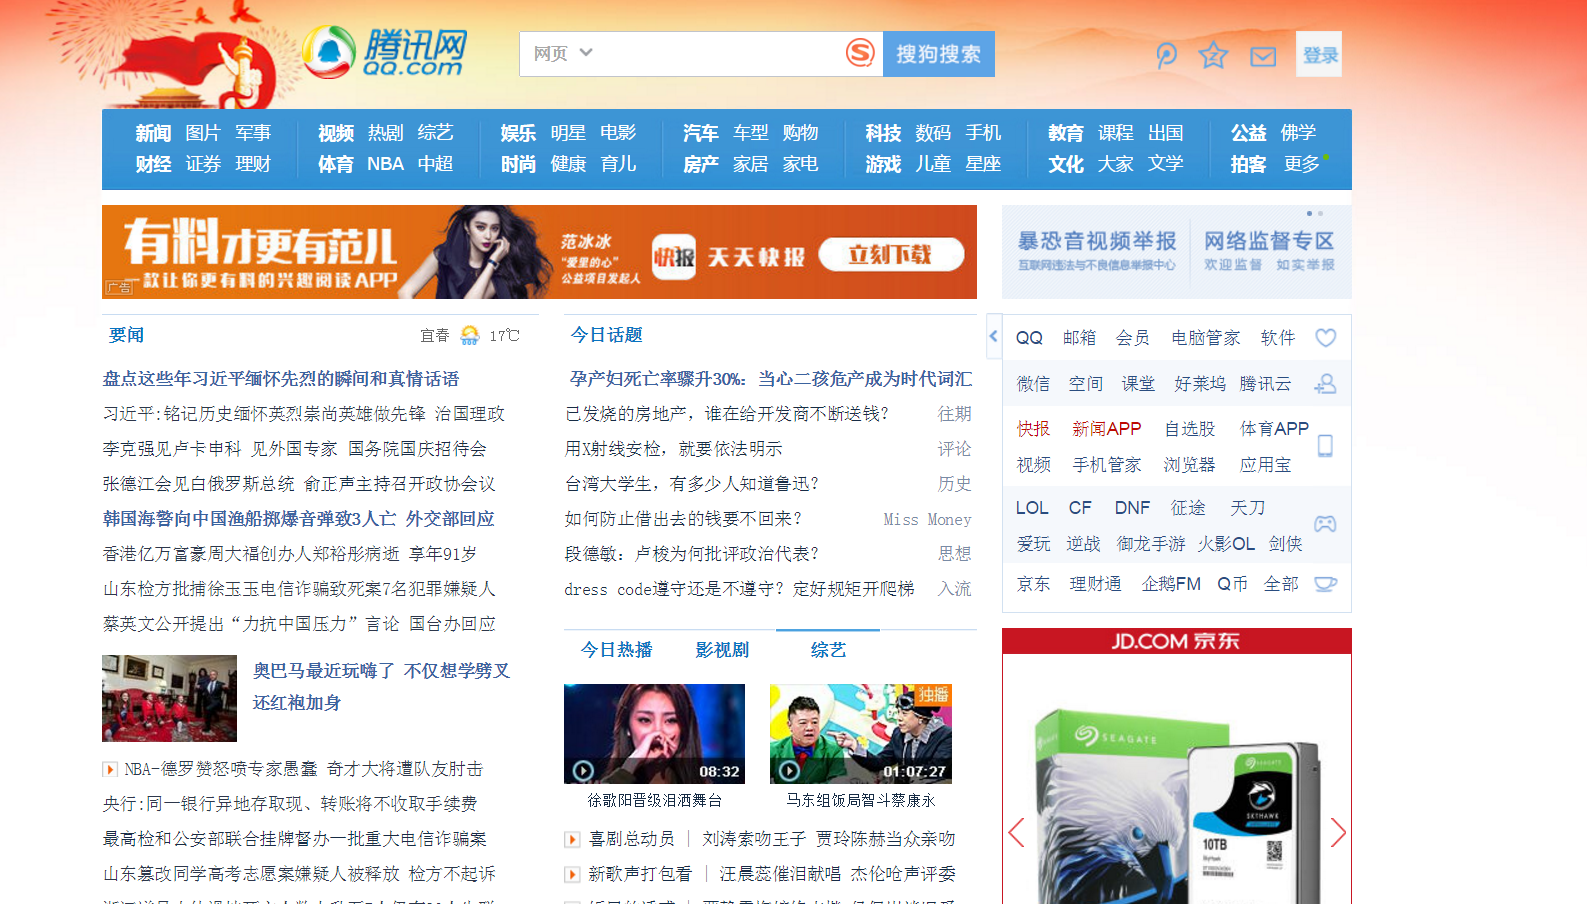 腾讯网
QQ.com
网页
搜狗搜索
登录
新闻 图片 军事
财经 证券 理财
视频 热剧 综艺
体育 NBA 中超
娱乐 明星 电影
时尚 健康 育儿
汽车 车型 购物
房产 家居 家电
科技 数码 手机
游戏 儿童 星座
教育 课程 出国
文化 大家 文学
公益 佛学
拍客 更多
有料才更有范儿
一款让你更有料的兴趣阅读APP
广告
范冰冰
“爱里的心”
公益项目发起人
快报
天天快报
立刻下载
暴恐音视频举报
互联网违法与不良信息举报中心
网络监督专区
欢迎监督 如实举报
要闻
宜春 17℃
盘点这些年习近平缅怀先烈的瞬间和真情话语
习近平:铭记历史缅怀英烈崇尚英雄做先锋 治国理政
李克强见卢卡申科 见外国专家 国务院国庆招待会
张德江会见白俄罗斯总统 俞正声主持召开政协会议
韩国海警向中国渔船掷爆音弹致3人亡 外交部回应
香港亿万富豪周大福创办人郑裕彤病逝 享年91岁
山东检方批捕徐玉玉电信诈骗致死案7名犯罪嫌疑人
蔡英文公开提出“力抗中国压力”言论 国台办回应
奥巴马最近玩嗨了 不仅想学劈叉
还红袍加身
NBA-德罗赞怒喷专家愚蠢 奇才大将遭队友肘击
央行:同一银行异地存取现、转账将不收取手续费
最高检和公安部联合挂牌督办一批重大电信诈骗案
山东篡改同学高考志愿案嫌疑人被释放 检方不起诉
今日话题
孕产妇死亡率骤升30%：当心二孩危产成为时代词汇
已发烧的房地产，谁在给开发商不断送钱？ 往期
用X射线安检，就要依法明示 评论
台湾大学生，有多少人知道鲁迅？ 历史
如何防止借出去的钱要不回来？ Miss Money
段德敏：卢梭为何批评政治代表？ 思想
dress code遵守还是不遵守？定好规矩开爬梯 入流
今日热播 影视剧 综艺
08:32
徐歌阳晋级泪洒舞台
独播
01:07:27
马东组饭局智斗蔡康永
喜剧总动员 | 刘涛索吻王子 贾玲陈赫当众亲吻
新歌声打包看 | 汪晨蕊催泪献唱 杰伦呛声评委
QQ 邮箱 会员 电脑管家 软件
微信 空间 课堂 好莱坞 腾讯云
快报 新闻APP 自选股 体育APP
视频 手机管家 浏览器 应用宝
LOL CF DNF 征途 天刀
爱玩 逆战 御龙手游 火影OL 剑侠
京东 理财通 企鹅FM Q币 全部
JD.COM 京东
SEAGATE
SEAGATE
SKYHAWK
10TB
SkyHawk